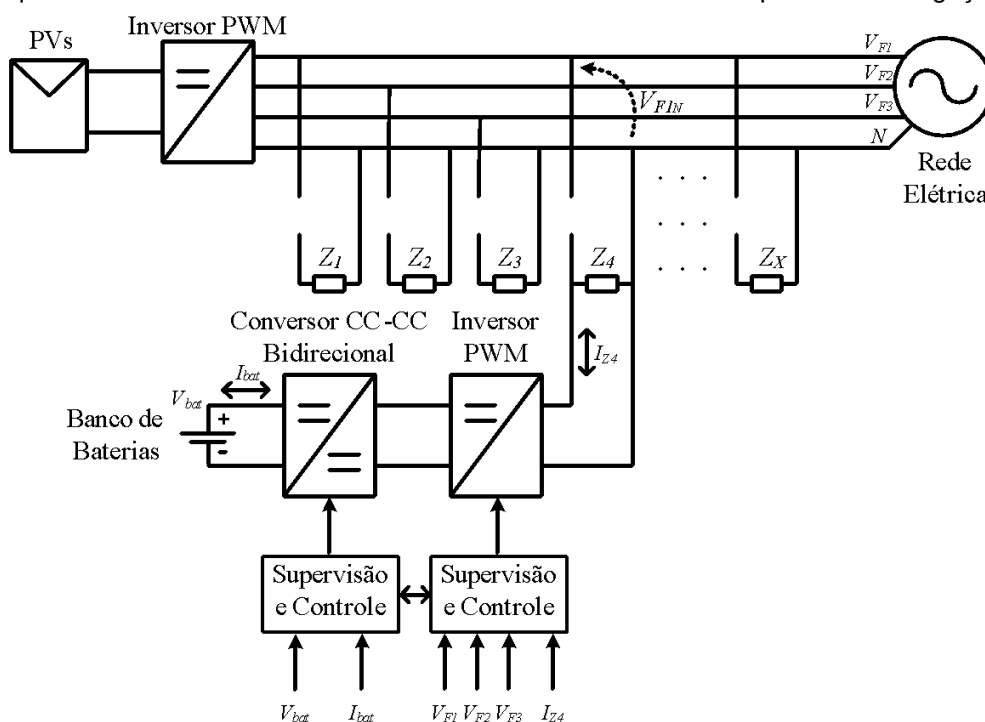 Inversor PWM
PVs
V_F1
V_F2
V_F3
N
V_F1N
Rede
Elétrica
. . .
. . .
. . .
Z_1
Z_2
Z_3
Z_4
Z_X
Conversor CC-CC
Bidirecional
Inversor
PWM
I_Z4
I_bat
V_bat
+
-
Banco de
Baterias
Supervisão
e Controle
Supervisão
e Controle
V_bat I_bat V_F1 V_F2 V_F3 I_Z4